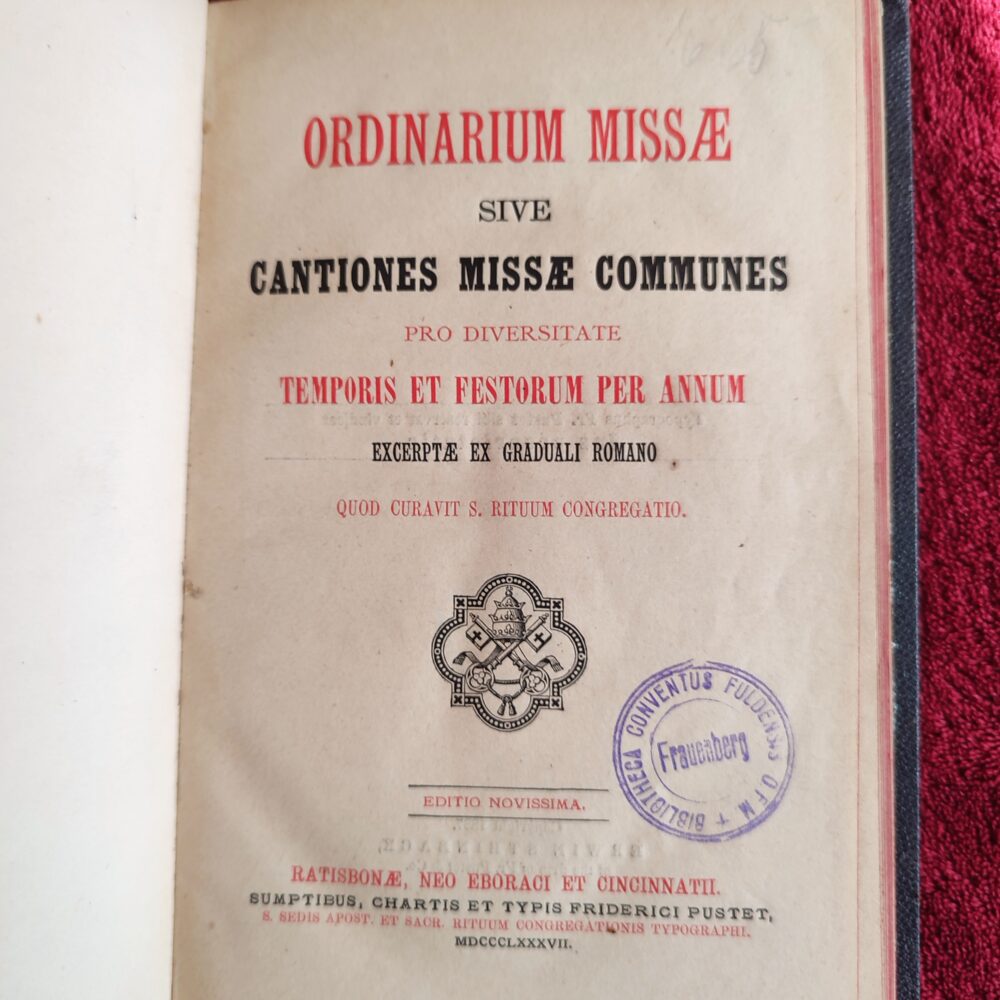 ORDINARIUM MISSÆ
SIVE
CANTIONES MISSÆ COMMUNES
PRO DIVERSITATE
TEMPORIS ET FESTORUM PER ANNUM
EXCERPTÆ EX GRADUALI ROMANO
QUOD CURAVIT S. RITUUM CONGREGATIO.
BIBLIOTHECA CONVENTUS FULDENSIS O F M +
Frauenberg
EDITIO NOVISSIMA.
RATISBONÆ, NEO EBORACI ET CINCINNATII.
SUMPTIBUS, CHARTIS ET TYPIS FRIDERICI PUSTET,
S. SEDIS APOST. ET SACR. RITUUM CONGREGATIONIS TYPOGRAPHI.
MDCCCLXXXVII.